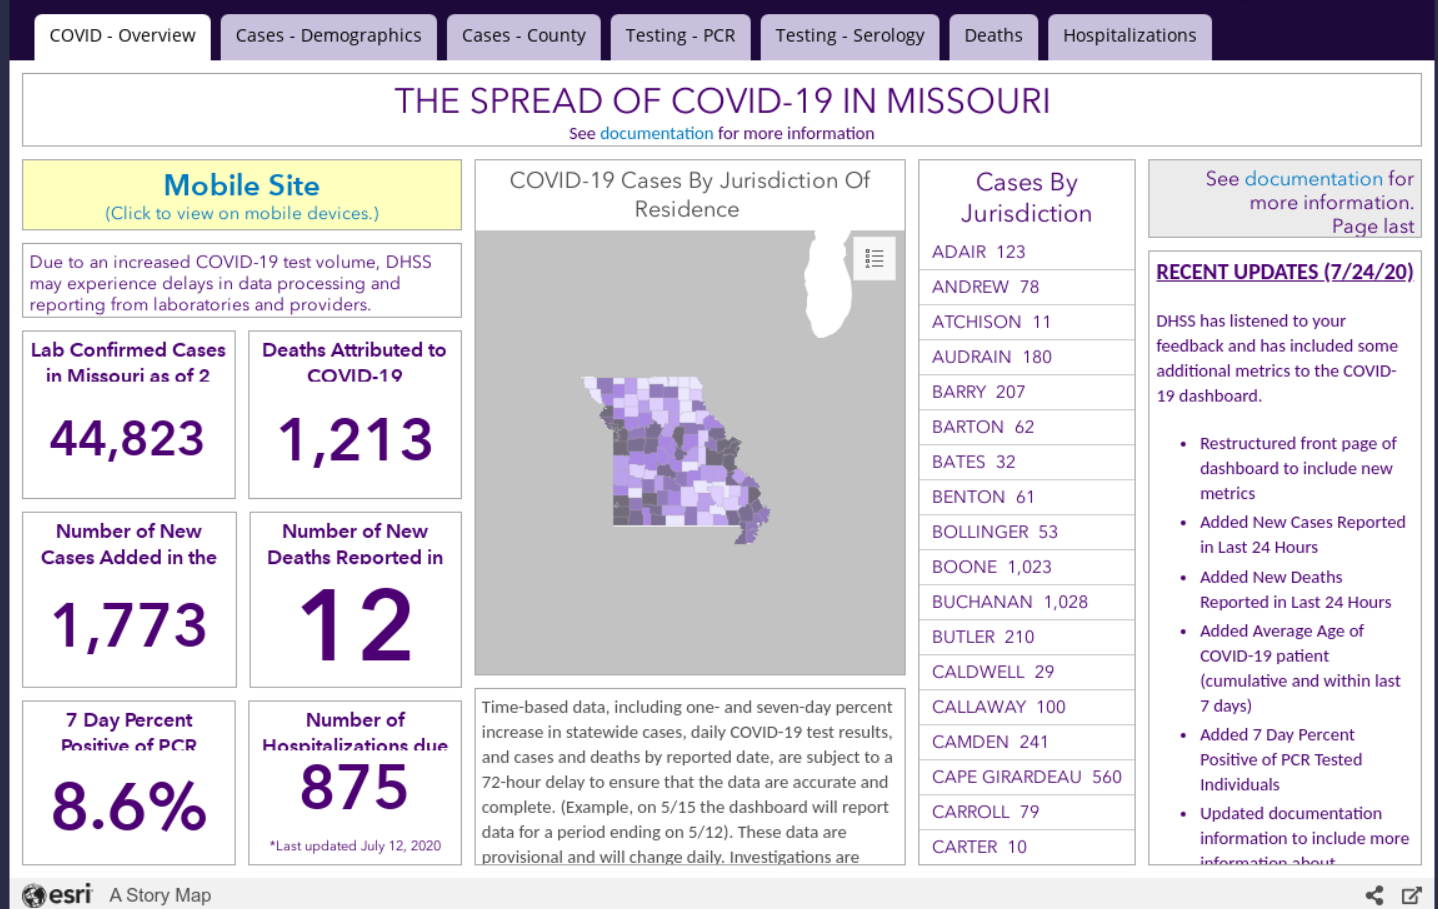 COVID - Overview
Cases - Demographics
Cases - County
Testing - PCR
Testing - Serology
Deaths
Hospitalizations
THE SPREAD OF COVID-19 IN MISSOURI
See documentation for more information
Mobile Site
(Click to view on mobile devices.)
Due to an increased COVID-19 test volume, DHSS
may experience delays in data processing and
reporting from laboratories and providers.
Lab Confirmed Cases
in Missouri as of 2
44,823
Deaths Attributed to
COVID-19
1,213
Number of New
Cases Added in the
1,773
Number of New
Deaths Reported in
12
7 Day Percent
Positive of PCR
8.6%
Number of
Hospitalizations due
875
*Last updated July 12, 2020
COVID-19 Cases By Jurisdiction Of
Residence
Time-based data, including one- and seven-day percent
increase in statewide cases, daily COVID-19 test results,
and cases and deaths by reported date, are subject to a
72-hour delay to ensure that the data are accurate and
complete. (Example, on 5/15 the dashboard will report
data for a period ending on 5/12). These data are
provisional and will change daily. Investigations are
Cases By
Jurisdiction
ADAIR 123
ANDREW 78
ATCHISON 11
AUDRAIN 180
BARRY 207
BARTON 62
BATES 32
BENTON 61
BOLLINGER 53
BOONE 1,023
BUCHANAN 1,028
BUTLER 210
CALDWELL 29
CALLAWAY 100
CAMDEN 241
CAPE GIRARDEAU 560
CARROLL 79
CARTER 10
See documentation for
more information.
Page last
RECENT UPDATES (7/24/20)
DHSS has listened to your
feedback and has included some
additional metrics to the COVID-
19 dashboard.
• Restructured front page of
dashboard to include new
metrics
• Added New Cases Reported
in Last 24 Hours
• Added New Deaths
Reported in Last 24 Hours
• Added Average Age of
COVID-19 patient
(cumulative and within last
7 days)
• Added 7 Day Percent
Positive of PCR Tested
Individuals
• Updated documentation
information to include more
information about
esri A Story Map